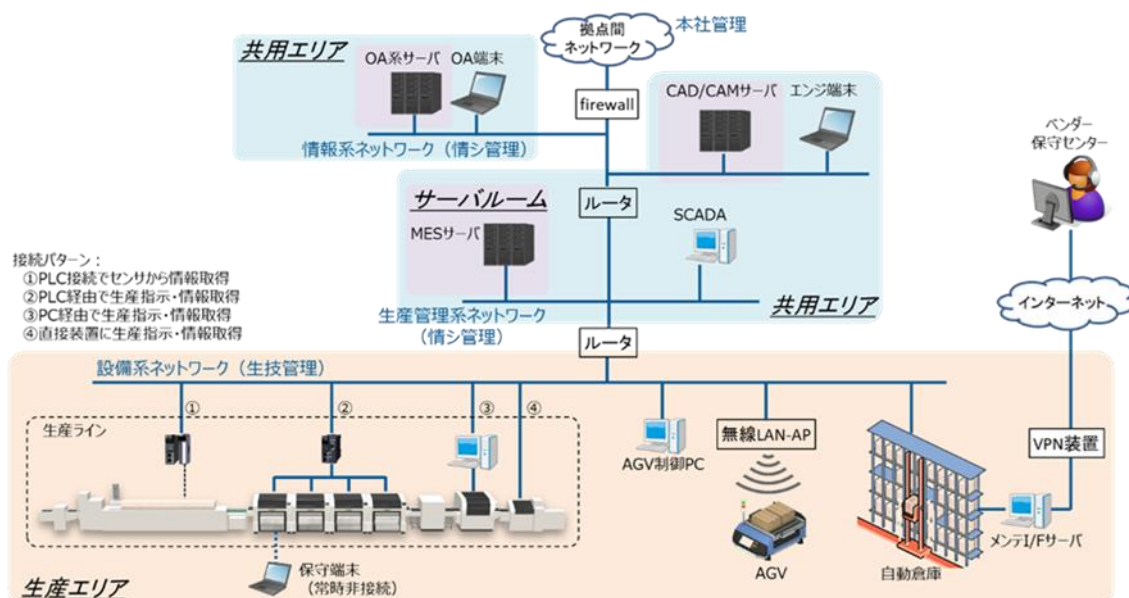 拠点間
ネットワーク
本社管理
共用エリア
OA系サーバ
OA端末
firewall
CAD/CAMサーバ
エンジ端末
情報系ネットワーク（情シ管理）
ベンダー
保守センター
サーバルーム
ルータ
MESサーバ
SCADA
接続パターン：
①PLC接続でセンサから情報取得
②PLC経由で生産指示・情報取得
③PC経由で生産指示・情報取得
④直接装置に生産指示・情報取得
生産管理系ネットワーク
（情シ管理）
共用エリア
インターネット
ルータ
設備系ネットワーク（生技管理）
①
②
③
④
生産ライン
AGV制御PC
無線LAN-AP
VPN装置
保守端末
（常時非接続）
AGV
自動倉庫
メンテI/Fサーバ
生産エリア